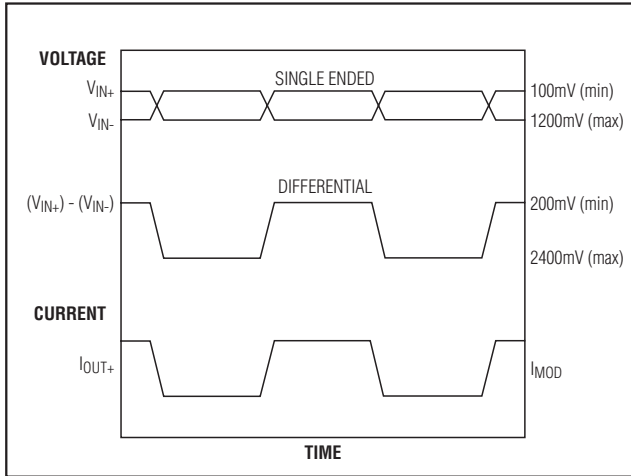 VOLTAGE
SINGLE ENDED
VIN+
100mV (min)
VIN-
1200mV (max)
DIFFERENTIAL
(VIN+) - (VIN-)
200mV (min)
2400mV (max)
CURRENT
IOUT+
IMOD
TIME